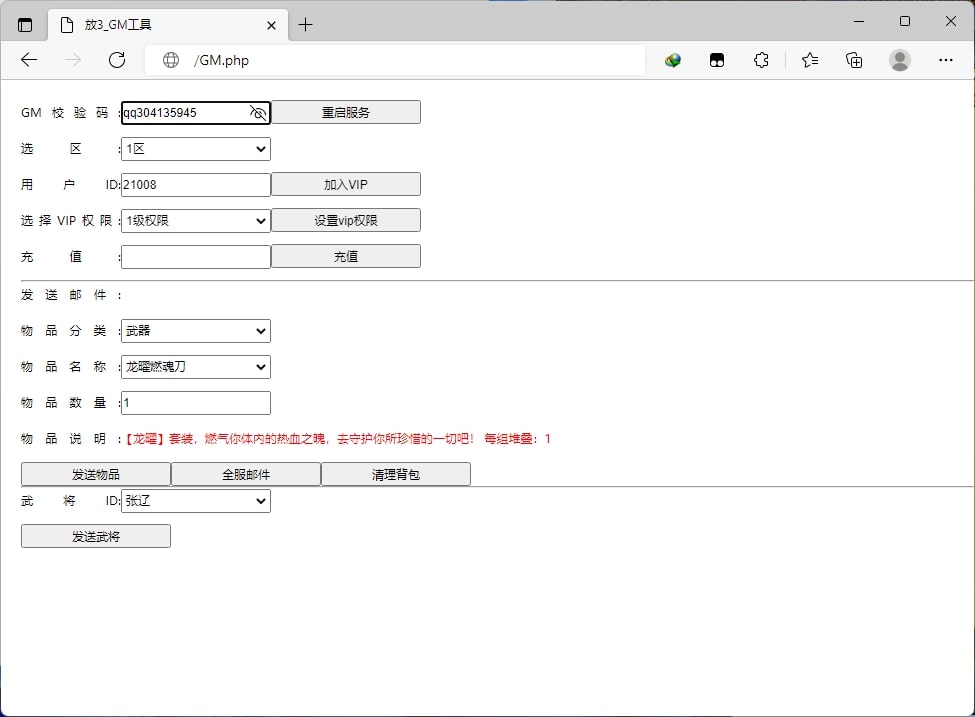 放3_GM工具
/GM.php
GM 校 验 码 :qq304135945 重启服务
选 区 :1区
用 户 ID:21008 加入VIP
选 择 VIP 权 限 :1级权限 设置vip权限
充 值 : 充值
发 送 邮 件 :
物 品 分 类 :武器
物 品 名 称 :龙曜燃魂刀
物 品 数 量 :1
物 品 说 明 :【龙曜】套装，燃气你体内的热血之魄，去守护你所珍惜的一切吧！ 每组堆叠：1
发送物品 全服邮件 清理背包
武 将 ID:张辽
发送武将